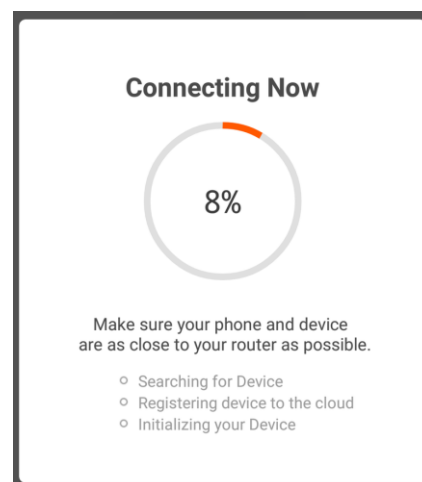 Connecting Now
8%
Make sure your phone and device
are as close to your router as possible.
Searching for Device
Registering device to the cloud
Initializing your Device